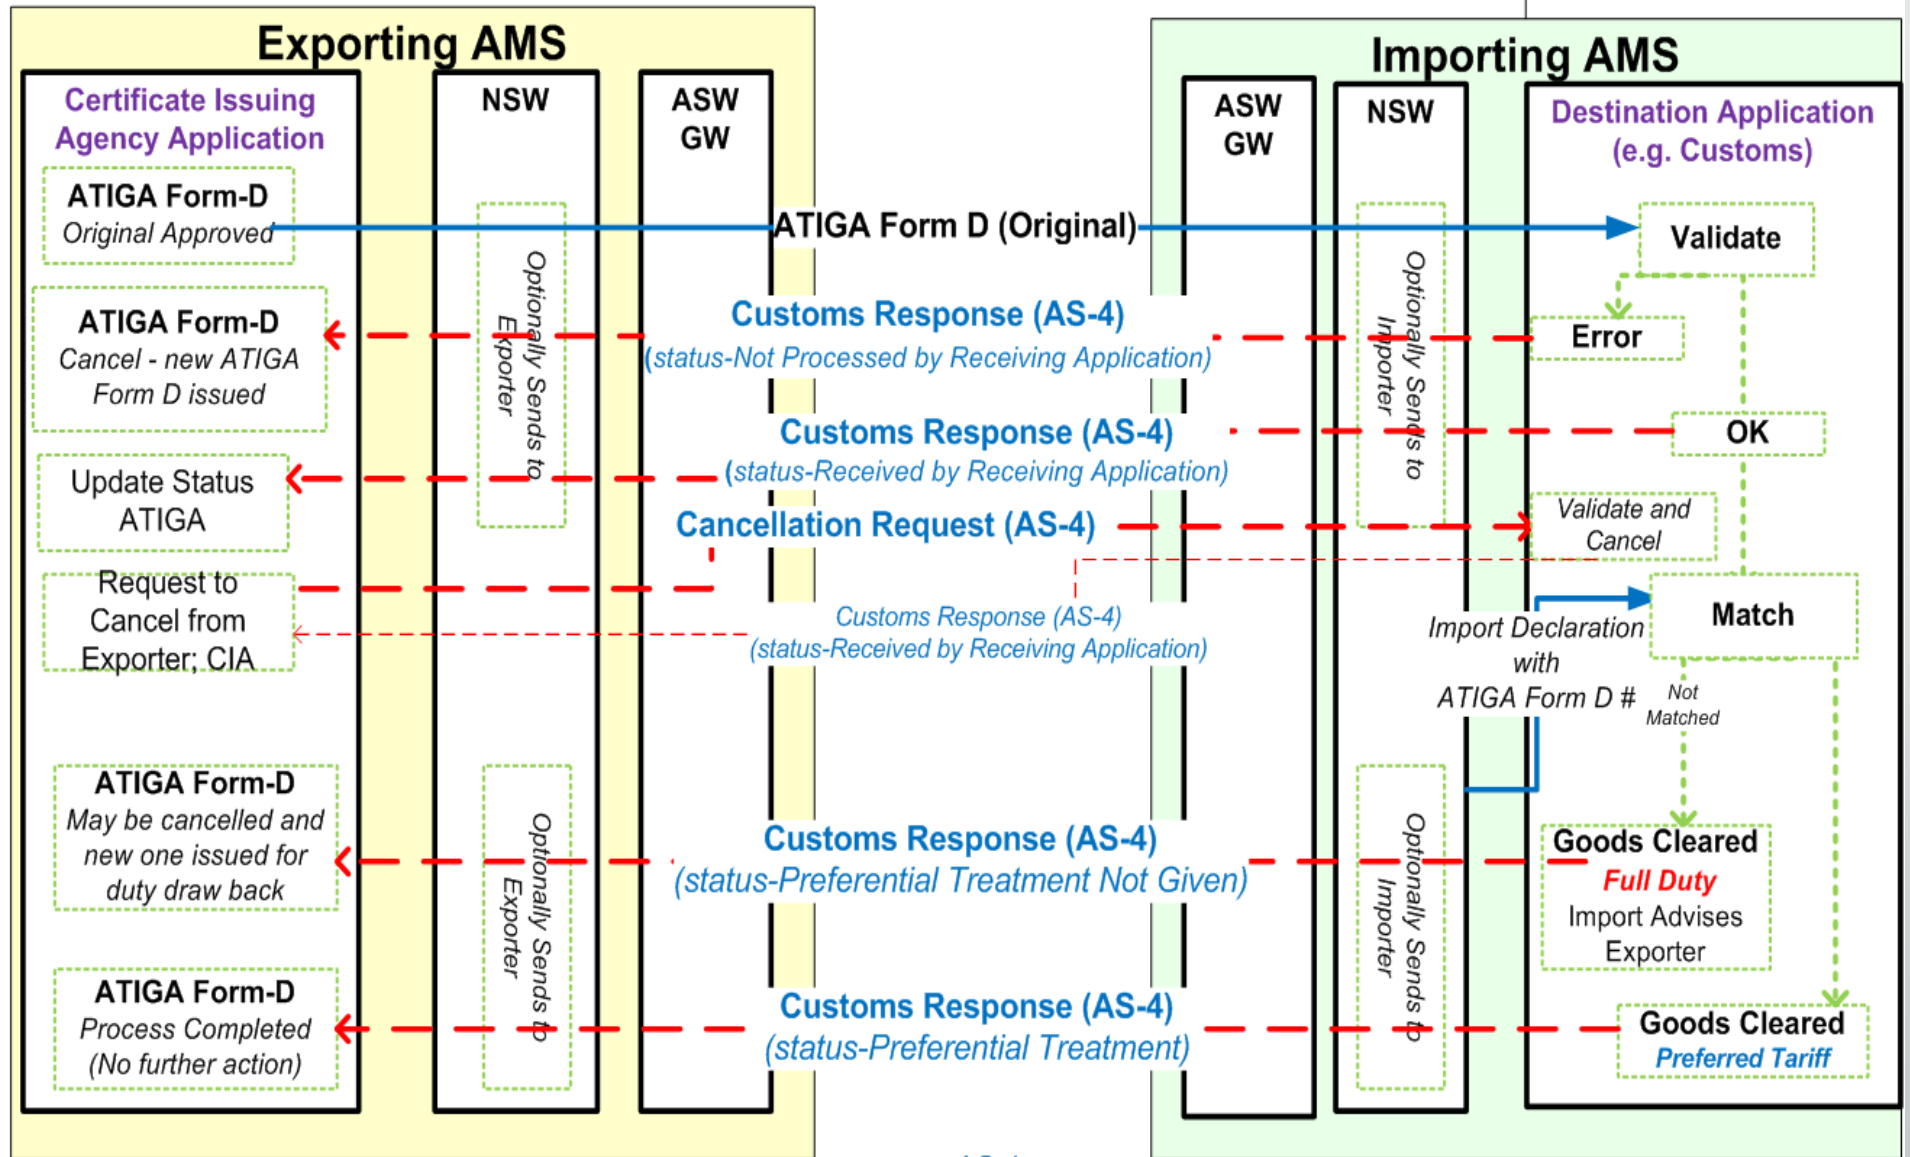 Exporting AMS
Importing AMS
Certificate Issuing
Agency Application
NSW
ASW
GW
ASW
GW
NSW
Destination Application
(e.g. Customs)
ATIGA Form-D
Original Approved
ATIGA Form D (Original)
Validate
Optionally Sends to
Exporter
Optionally Sends to
Importer
ATIGA Form-D
Cancel - new ATIGA
Form D issued
Customs Response (AS-4)
(status-Not Processed by Receiving Application)
Error
Customs Response (AS-4)
(status-Received by Receiving Application)
OK
Update Status
ATIGA
Cancellation Request (AS-4)
Validate and
Cancel
Request to
Cancel from
Exporter; CIA
Customs Response (AS-4)
(status-Received by Receiving Application)
Import Declaration
with
ATIGA Form D #
Match
Not
Matched
ATIGA Form-D
May be cancelled and
new one issued for
duty draw back
Optionally Sends to
Exporter
Customs Response (AS-4)
(status-Preferential Treatment Not Given)
Optionally Sends to
Importer
Goods Cleared
Full Duty
Import Advises
Exporter
ATIGA Form-D
Process Completed
(No further action)
Customs Response (AS-4)
(status-Preferential Treatment)
Goods Cleared
Preferred Tariff